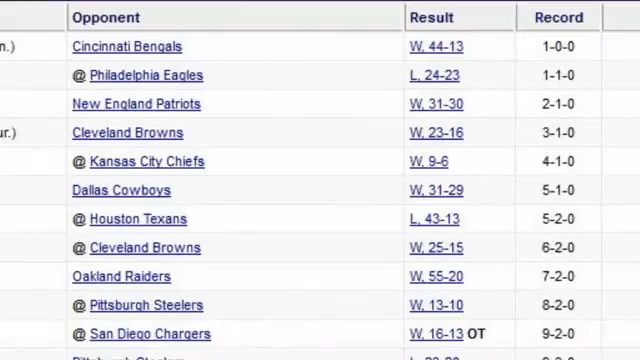 Opponent Result Record
n.) Cincinnati Bengals W, 44-13 1-0-0
@ Philadelphia Eagles L, 24-23 1-1-0
New England Patriots W, 31-30 2-1-0
ur.) Cleveland Browns W, 23-16 3-1-0
@ Kansas City Chiefs W, 9-6 4-1-0
Dallas Cowboys W, 31-29 5-1-0
@ Houston Texans L, 43-13 5-2-0
@ Cleveland Browns W, 25-15 6-2-0
Oakland Raiders W, 55-20 7-2-0
@ Pittsburgh Steelers W, 13-10 8-2-0
@ San Diego Chargers W, 16-13 OT 9-2-0
Pittsburgh Steelers